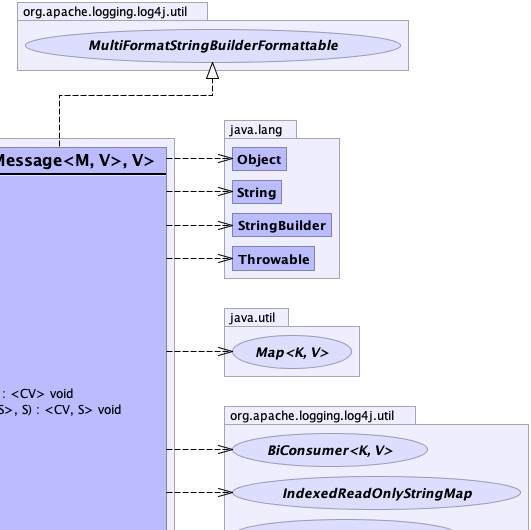 org.apache.logging.log4j.util
MultiFormatStringBuilderFormattable
java.lang
Message<M, V>, V>
Object
String
StringBuilder
Throwable
java.util
Map<K, V>
: <CV> void
S>, S) : <CV, S> void
org.apache.logging.log4j.util
BiConsumer<K, V>
IndexedReadOnlyStringMap